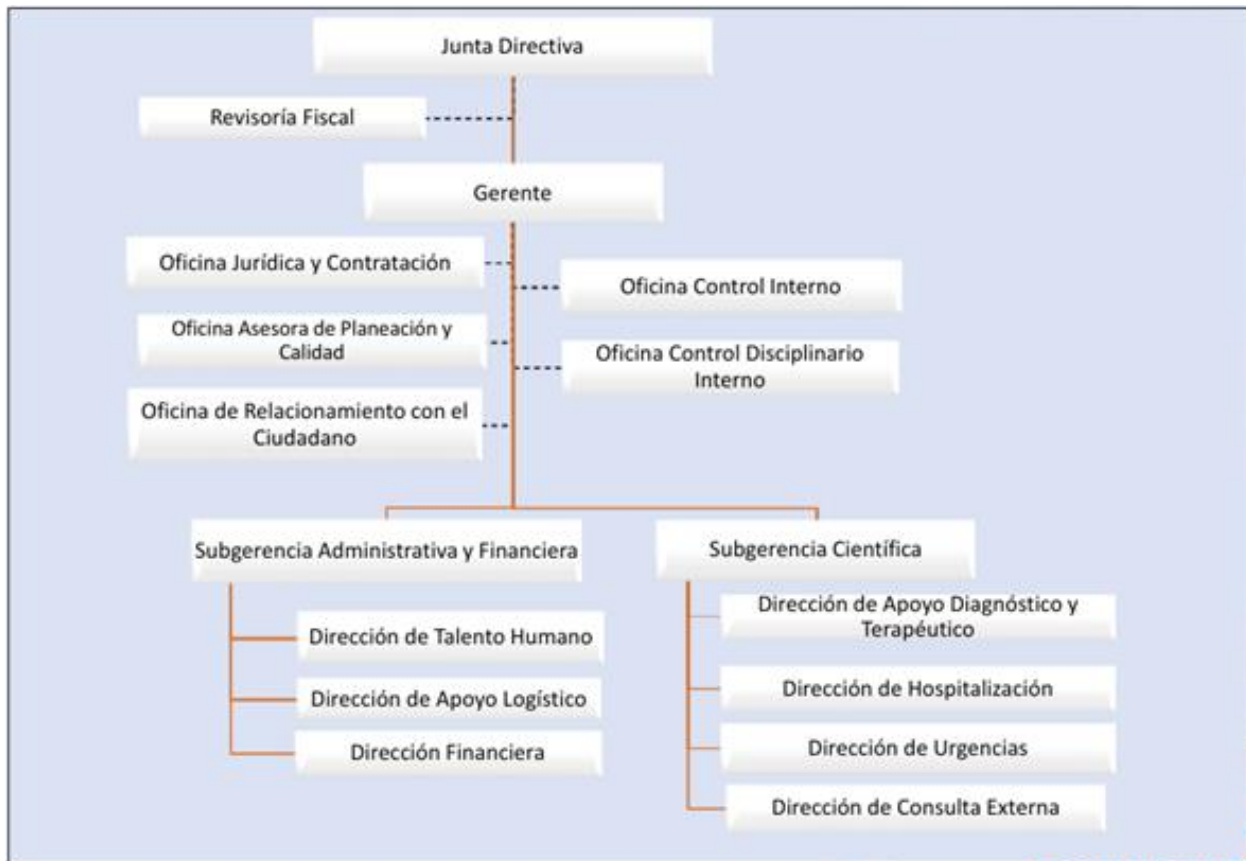 Junta Directiva
Revisoría Fiscal
Gerente
Oficina Jurídica y Contratación
Oficina Control Interno
Oficina Asesora de Planeación y
Calidad
Oficina Control Disciplinario
Interno
Oficina de Relacionamiento con el
Ciudadano
Subgerencia Administrativa y Financiera
Subgerencia Científica
Dirección de Talento Humano
Dirección de Apoyo Logístico
Dirección Financiera
Dirección de Apoyo Diagnóstico y
Terapéutico
Dirección de Hospitalización
Dirección de Urgencias
Dirección de Consulta Externa